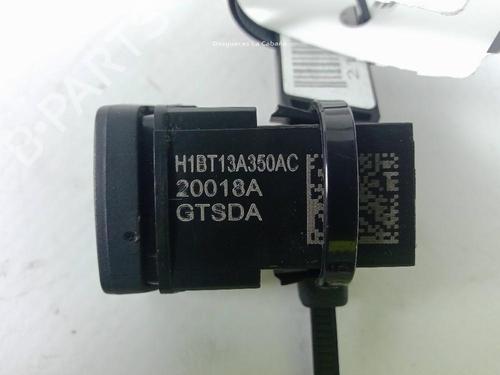 Desguaces La Cabaña
H1BT13A350AC
20018A
GTSDA
B-PARTS